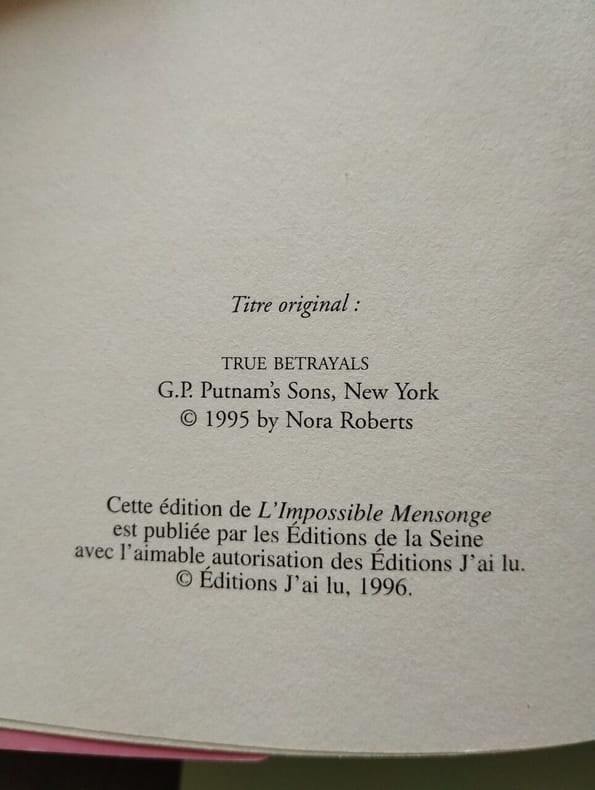 Titre original :
TRUE BETRAYALS
G.P. Putnam's Sons, New York
© 1995 by Nora Roberts
Cette édition de L'Impossible Mensonge
est publiée par les Éditions de la Seine
avec l'aimable autorisation des Éditions J'ai lu.
© Éditions J'ai lu, 1996.